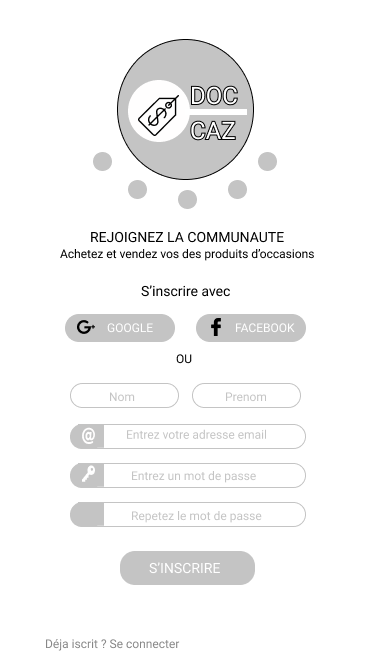 DOC
CAZ
REJOIGNEZ LA COMMUNAUTE
Achetez et vendez vos des produits d'occasions
S'inscrire avec
G+ GOOGLE
f FACEBOOK
OU
Nom
Prenom
@ Entrez votre adresse email
Entrez un mot de passe
Repetez le mot de passe
S'INSCRIRE
Déja iscrit ? Se connecter